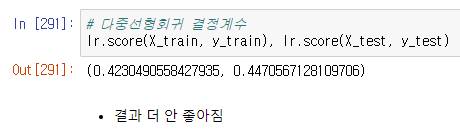 In [291]: # 다중선형회귀 결정계수
lr.score(X_train, y_train), lr.score(X_test, y_test)
Out[291]: (0.4230490558427935, 0.4470567128109706)
• 결과 더 안 좋아짐